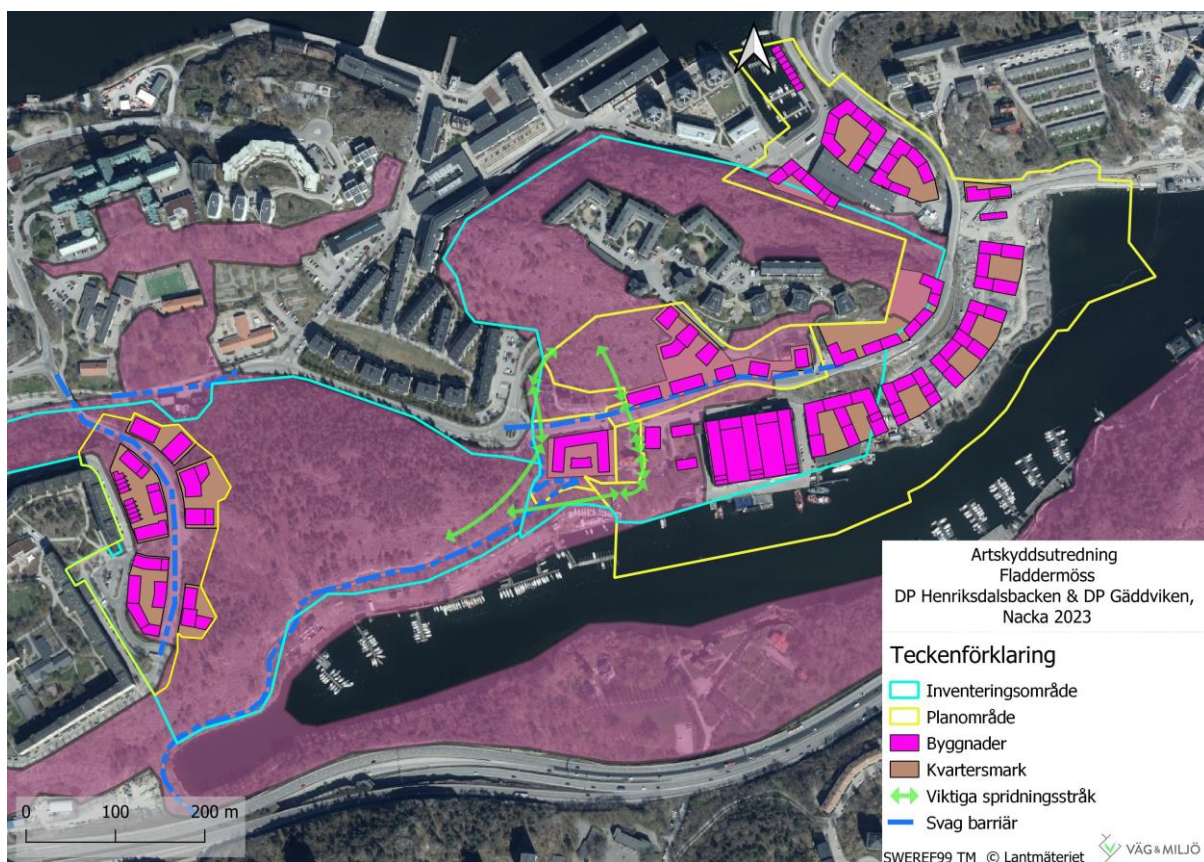 Artskyddsutredning
Fladdermöss
DP Henriksdalsbacken & DP Gäddviken,
Nacka 2023
Teckenförklaring
Inventeringsområde
Planområde
Byggnader
Kvartersmark
Viktiga spridningsstråk
Svag barriär
0 100 200 m
SWEREF99 TM © Lantmäteriet
VÄG & MILJÖ